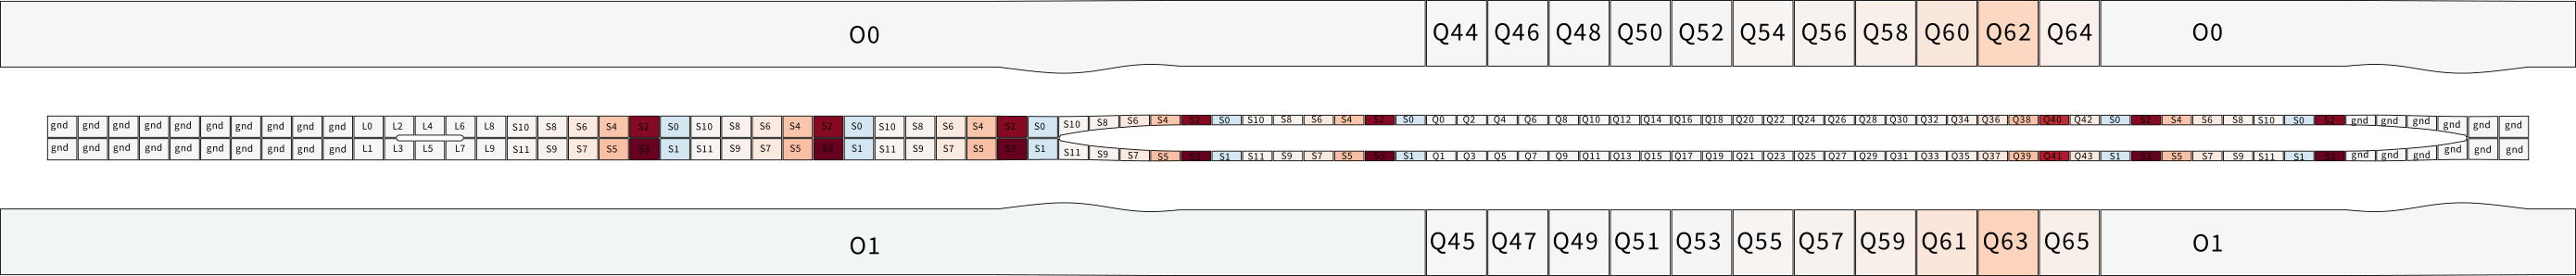 O0 Q44 Q46 Q48 Q50 Q52 Q54 Q56 Q58 Q60 Q62 Q64 O0
gnd gnd gnd gnd gnd gnd gnd gnd gnd gnd L0 L2 L4 L6 L8 S10 S8 S6 S4 S2 S0 S10 S8 S6 S4 S2 S0 S10 S8 S6 S4 S2 S0 S10 S8 S6 S4 S2 S0 S10 S8 S6 S4 S2 S0 Q0 Q2 Q4 Q6 Q8 Q10 Q12 Q14 Q16 Q18 Q20 Q22 Q24 Q26 Q28 Q30 Q32 Q34 Q36 Q38 Q40 Q42 S0 S2 S4 S6 S8 S10 S0 S2 gnd gnd gnd gnd gnd gnd
gnd gnd gnd gnd gnd gnd gnd gnd gnd gnd L1 L3 L5 L7 L9 S11 S9 S7 S5 S3 S1 S11 S9 S7 S5 S3 S1 S11 S9 S7 S5 S3 S1 S11 S9 S7 S5 S3 S1 S11 S9 S7 S5 S3 S1 Q1 Q3 Q5 Q7 Q9 Q11 Q13 Q15 Q17 Q19 Q21 Q23 Q25 Q27 Q29 Q31 Q33 Q35 Q37 Q39 Q41 Q43 S1 S3 S5 S7 S9 S11 S1 S3 gnd gnd gnd gnd gnd gnd
O1 Q45 Q47 Q49 Q51 Q53 Q55 Q57 Q59 Q61 Q63 Q65 O1